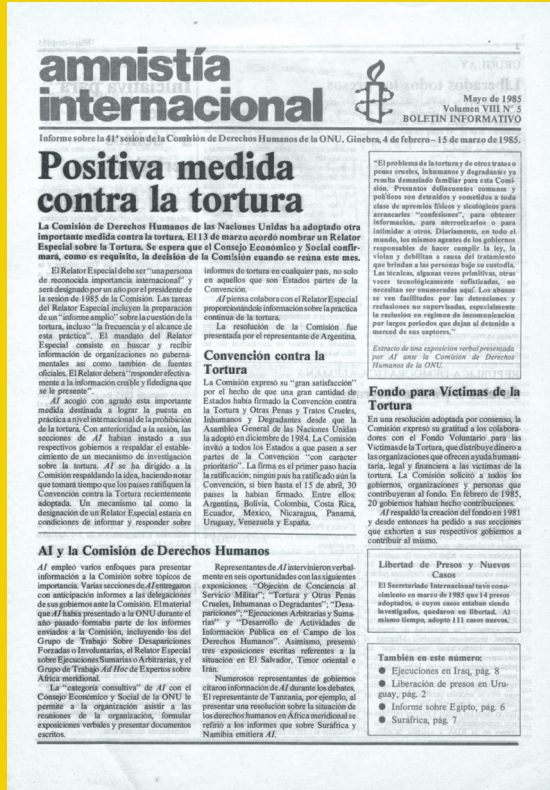 amnistía
internacional
Mayo de 1985
Volumen VIII Nº. 5
BOLETIN INFORMATIVO
Informe sobre la 41ª sesión de la Comisión de Derechos Humanos de la ONU. Ginebra, 4 de febrero– 15 de marzo de 1985.
Positiva medida
contra la tortura
La Comisión de Derechos Humanos de las Naciones Unidas ha adoptado otra
importante medida contra la tortura. El 13 de marzo acordó nombrar un Relator
Especial sobre la Tortura. Se espera que el Consejo Económico y Social confir-
mará, como es requisito, la decisión de la Comisión cuando se reúna este mes.
El Relator Especial debe ser "una persona
de reconocida importancia internacional" y
será designado por un año por el presidente de
la sesión de 1985 de la Comisión. Las tareas
del Relator Especial incluyen la preparación
de un "informe amplio" sobre la cuestión de la
tortura, incluso "la frecuencia y el alcance de
esta práctica". El mandato del Relator
Especial consiste en buscar y recibir
información de organizaciones no guberna-
mentales así como también de fuentes
oficiales. El Relator deberá "responder efectiva-
mente a la información creíble y fidedigna que
se le presente".
AI acogió con agrado esta importante
medida destinada a lograr la puesta en
práctica a nivel internacional de la prohibición
de la tortura. Con anterioridad a la sesión, las
secciones de AI habían instado a sus
respectivos gobiernos a respaldar el estable-
cimiento de un mecanismo de investigación
sobre la tortura. AI se ha dirigido a la
Comisión respaldando la idea, haciendo notar
que tomará tiempo que los países ratifiquen la
Convención contra la Tortura recientemente
adoptada. Un mecanismo tal como la
designación de un Relator Especial estaría en
condiciones de informar y responder sobre
informes de tortura en cualquier país, no solo
en aquellos que son Estados partes de la
Convención.
AI piensa colabora con el Relator Especial
proporcionándole información sobre la práctica
continua de la tortura.
La resolución de la Comisión fue
presentada por el representante de Argentina.
Convención contra la
Tortura
La Comisión expresó su "gran satisfacción"
por el hecho de que una gran cantidad de
Estados había firmado la Convención contra
la Tortura y Otras Penas y Tratos Crueles,
Inhumanos y Degradantes desde que la
Asamblea General de las Naciones Unidas
la adoptó en diciembre de 1984. La Comisión
invitó a todos los Estados a que pasen a ser
partes de la Convención "con carácter
prioritario". La firma es el primer paso hacia
la ratificación; ningún país ha ratificado aún la
Convención, si bien hasta el 15 de abril, 30
países la habían firmado. Entre ellos:
Argentina, Bolivia, Colombia, Costa Rica,
Ecuador, México, Nicaragua, Panamá,
Uruguay, Venezuela y España.
"El problema de la tortura y de otros tratos o
penas crueles, inhumanos y degradantes ya
resulta demasiado familiar para esta Comi-
sión. Presuntos delincuentes comunes y
políticos son detenidos y sometidos a toda
clase de apremios físicos y sicológicos para
arrancarles "confesiones", para obtener
información, para aterrorizarlos o para
intimidar a otros. Diariamente, en todo el
mundo, los mismos agentes de los gobiernos
responsables de hacer cumplir la ley, la
violan y debilitan a causa del tratamiento
que brindan a las personas bajo su custodia.
Las técnicas, algunas veces primitivas, otras
veces tecnológicamente sofisticadas, no
necesitan ser enumeradas aquí. Los abusos
se ven facilitados por las detenciones y
reclusiones no supervisadas, especialmente
la reclusión en régimen de incomunicación
por largos períodos que dejan al detenido a
merced de sus captores."
Extracto de una exposición verbal presentada
por AI ante la Comisión de Derechos
Humanos de la ONU.
Fondo para Víctimas de la
Tortura
En una resolución adoptada por consenso, la
Comisión expresó su gratitud a los colabora-
dores con el Fondo Voluntario para las
Víctimas de la Tortura, que distribuye dinero a
las organizaciones que ofrecen ayuda humani-
taria, legal y financiera a las víctimas de la
tortura. La Comisión solicitó a todos los
gobiernos, organizaciones y personas que
contribuyeran al fondo. En febrero de 1985,
20 gobiernos habían hecho contribuciones.
AI respaldó la creación del fondo en 1981
y desde entonces ha pedido a sus secciones
que exhorten a sus respectivos gobiernos a
contribuir al mismo.
AI y la Comisión de Derechos Humanos
AI empleó varios enfoques para presentar
información a la Comisión sobre tópicos de
importancia. Varias secciones de AI entregaron
con anticipación informes a las delegaciones
de sus gobiernos ante la Comisión. El material
que AI había presentado a la ONU durante el
año pasado formaba parte de los informes
enviados a la Comisión, incluyendo los del
Grupo de Trabajo Sobre Desapariciones
Forzadas o Involuntarias, el Relator Especial
sobre Ejecuciones Sumarias o Arbitrarias, y el
Grupo de Trabajo Ad Hoc de Expertos sobre
Africa meridional.
La "categoría consultiva" de AI con el
Consejo Económico y Social de la ONU le
permite a la organización asistir a las
reuniones de la organización, formular
exposiciones verbales y presentar documentos
escritos.
Representantes de AI intervinieron verbal-
mente en seis oportunidades con las siguientes
exposiciones: "Objeción de Conciencia al
Servicio Militar"; "Tortura y Otras Penas
Crueles, Inhumanas o Degradantes"; "Desa-
pariciones"; "Ejecuciones Arbitrarias y Suma-
rias" y "Desarrollo de Actividades de
Información Pública en el Campo de los
Derechos Humanos". Asimismo, presentó
tres exposiciones escritas referentes a la
situación en El Salvador, Timor oriental e
Irán.
Numerosos representantes de gobiernos
citaron información de AI durante los debates.
El representante de Tanzania, por ejemplo, al
presentar una resolución sobre la situación de
los derechos humanos en África meridional se
refirió a los informes que sobre Suráfrica y
Namibia emitiera AI.
Libertad de Presos y Nuevos
Casos
El Secretariado Internacional tuvo cono-
cimiento en marzo de 1985 que 14 presos
adoptados, o cuyos casos estaban siendo
investigados, quedaron en libertad. Al
mismo tiempo, adoptó 111 casos nuevos.
También en este número:
● Ejecuciones en Iraq, pág. 8
● Liberación de presos en Uru-
guay, pág. 2
● Informe sobre Egipto, pág. 6
● Suráfrica, pág. 7